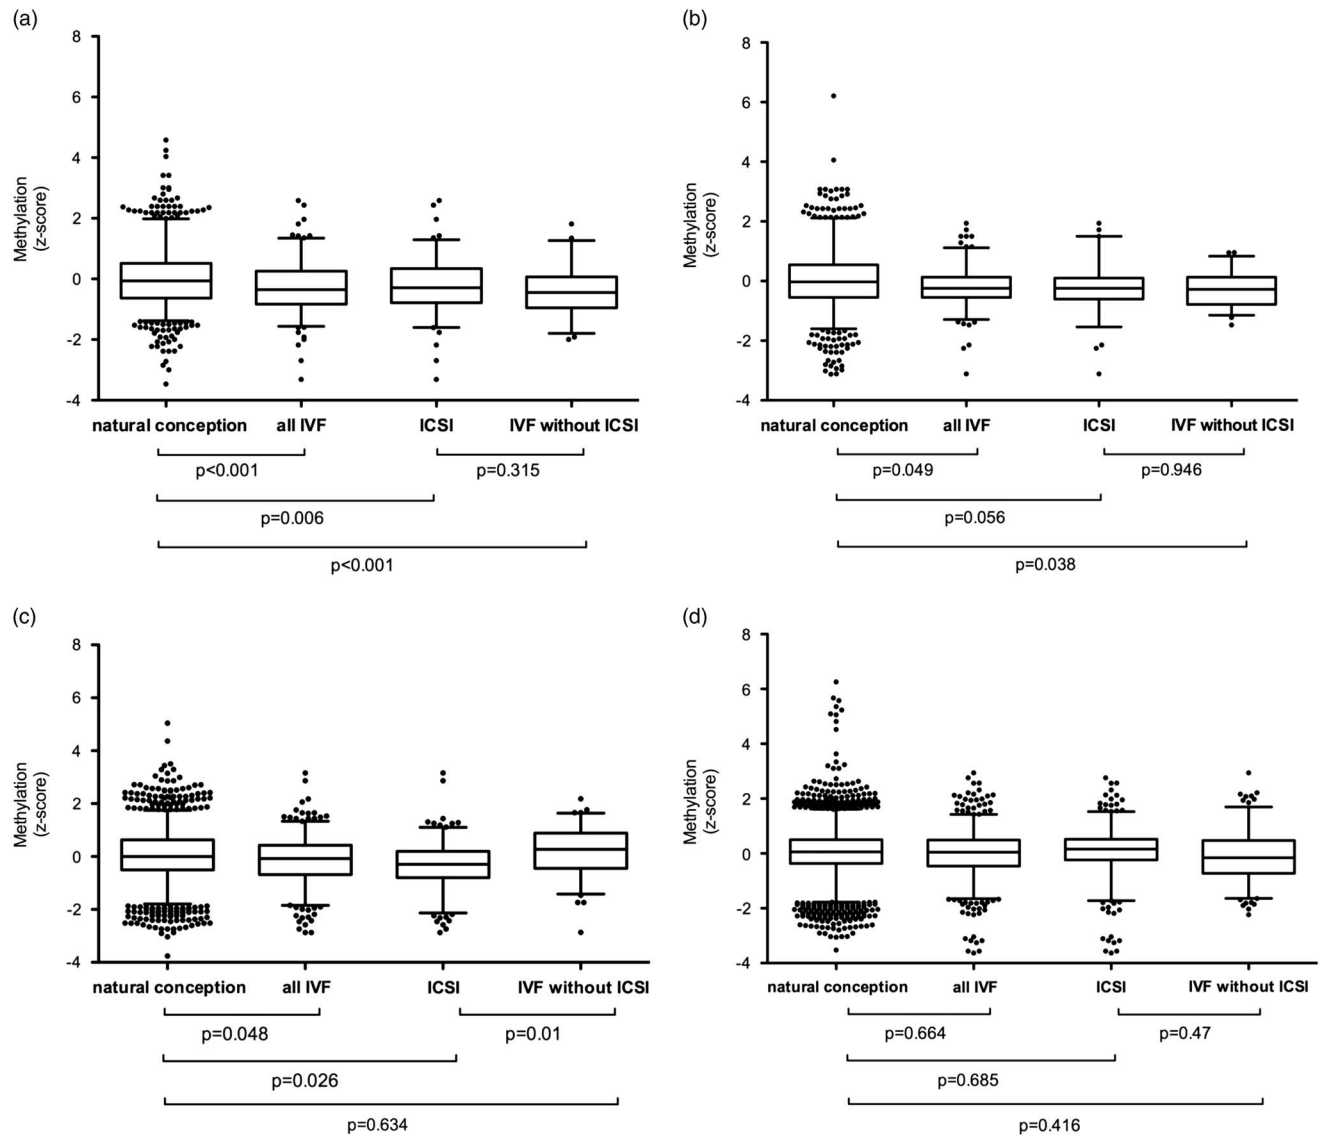 (a)
8
6
4
2
0
-2
-4
Methylation
(z-score)
natural conception all IVF ICSI IVF without ICSI
p<0.001 p=0.315
p=0.006
p<0.001
(b)
8
6
4
2
0
-2
-4
Methylation
(z-score)
natural conception all IVF ICSI IVF without ICSI
p=0.049 p=0.946
p=0.056
p=0.038
(c)
8
6
4
2
0
-2
-4
Methylation
(z-score)
natural conception all IVF ICSI IVF without ICSI
p=0.048 p=0.01
p=0.026
p=0.634
(d)
8
6
4
2
0
-2
-4
Methylation
(z-score)
natural conception all IVF ICSI IVF without ICSI
p=0.664 p=0.47
p=0.685
p=0.416